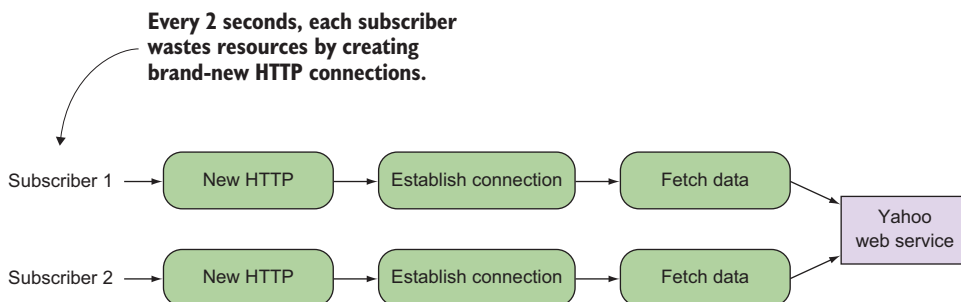 Every 2 seconds, each subscriber
wastes resources by creating
brand-new HTTP connections.
Subscriber 1
New HTTP
Establish connection
Fetch data
Yahoo
web service
Subscriber 2
New HTTP
Establish connection
Fetch data